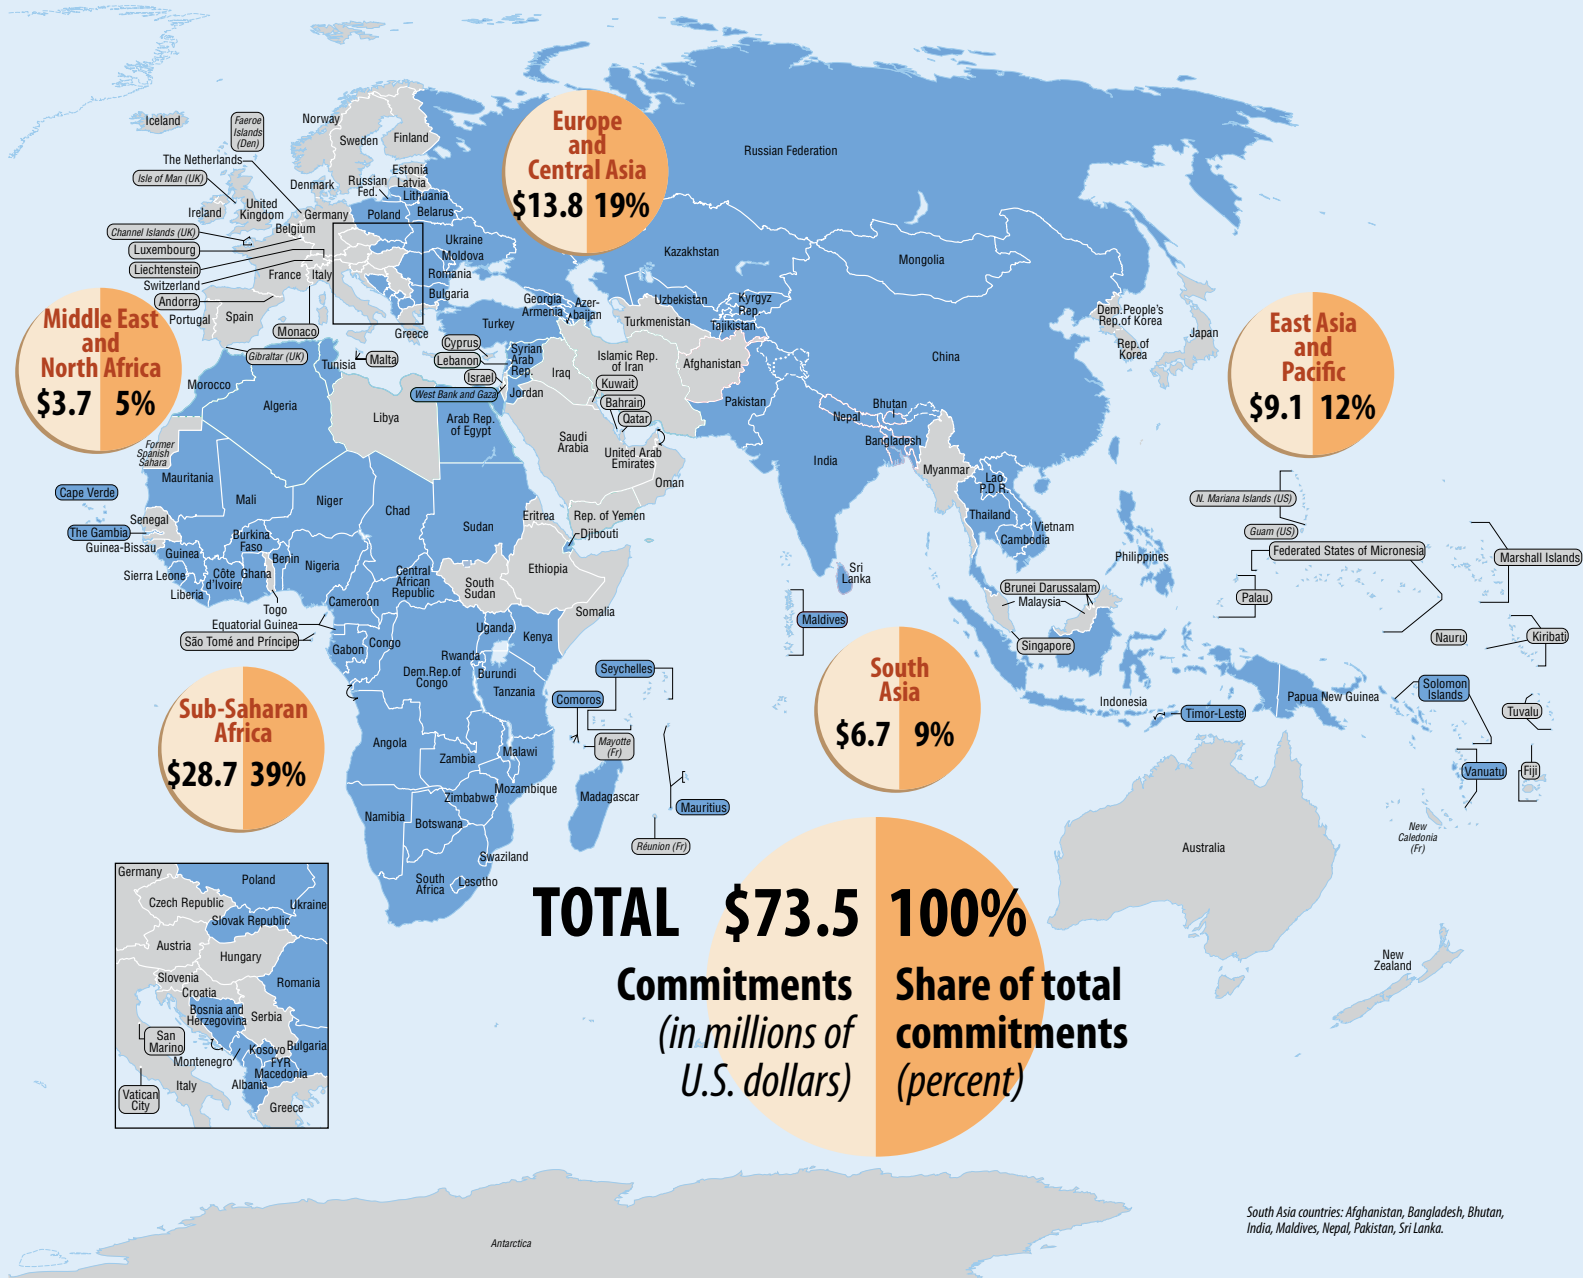 Iceland
Faeroe
Islands
(Den)
Norway
Sweden
Finland
Russian Federation
Europe
and
Central Asia
$13.8 19%
The Netherlands
Isle of Man (UK)
Denmark
Russian
Fed.
Estonia
Latvia
Lithuania
Ireland
United
Kingdom
Germany
Poland
Belarus
Channel Islands (UK)
Belgium
Luxembourg
Ukraine
Moldova
Liechtenstein
Switzerland
France
Italy
Romania
Andorra
Bulgaria
Portugal
Spain
Monaco
Greece
Gibraltar (UK)
Malta
Kazakhstan
Mongolia
Georgia
Armenia
Azer-
baijan
Uzbekistan
Kyrgyz
Rep.
Turkey
Turkmenistan
Tajikistan
Dem.People's
Rep.of Korea
Japan
Rep.of
Korea
China
Middle East
and
North Africa
$3.7 5%
East Asia
and
Pacific
$9.1 12%
Cyprus
Lebanon
Syrian
Arab
Rep.
Israel
West Bank and Gaza
Jordan
Iraq
Islamic Rep.
of Iran
Afghanistan
Kuwait
Bahrain
Qatar
Tunisia
Morocco
Algeria
Libya
Arab Rep.
of Egypt
Saudi
Arabia
United Arab
Emirates
Oman
Pakistan
Nepal
Bhutan
Bangladesh
India
Myanmar
Lao
P.D.R.
Thailand
Vietnam
Cambodia
Former
Spanish
Sahara
Cape Verde
Mauritania
Mali
Niger
Chad
Sudan
Eritrea
Rep. of Yemen
Djibouti
The Gambia
Senegal
Guinea-Bissau
Guinea
Burkina
Faso
Benin
Nigeria
Sierra Leone
Côte
d'Ivoire
Ghana
Liberia
Togo
Cameroon
Central
African
Republic
South
Sudan
Ethiopia
Somalia
Equatorial Guinea
São Tomé and Príncipe
Gabon
Congo
Uganda
Kenya
Rwanda
Dem.Rep.of
Congo
Burundi
Tanzania
Sri
Lanka
Maldives
Philippines
Brunei Darussalam
Malaysia
Singapore
N. Mariana Islands (US)
Guam (US)
Federated States of Micronesia
Marshall Islands
Palau
Nauru
Kiribati
Indonesia
Timor-Leste
Papua New Guinea
Solomon
Islands
Tuvalu
Vanuatu
Fiji
New
Caledonia
(Fr)
Sub-Saharan
Africa
$28.7 39%
South
Asia
$6.7 9%
Seychelles
Comoros
Mayotte
(Fr)
Angola
Zambia
Malawi
Mozambique
Zimbabwe
Madagascar
Mauritius
Réunion (Fr)
Namibia
Botswana
Swaziland
South
Africa
Lesotho
Australia
New
Zealand
Germany
Poland
Czech Republic
Ukraine
Slovak Republic
Austria
Hungary
Slovenia
Croatia
Romania
Bosnia and
Herzegovina
Serbia
San
Marino
Montenegro
Kosovo
Bulgaria
FYR
Macedonia
Albania
Italy
Vatican
City
Greece
TOTAL $73.5 100%
Commitments
(in millions of
U.S. dollars)
Share of total
commitments
(percent)
South Asia countries: Afghanistan, Bangladesh, Bhutan,
India, Maldives, Nepal, Pakistan, Sri Lanka.
Antarctica